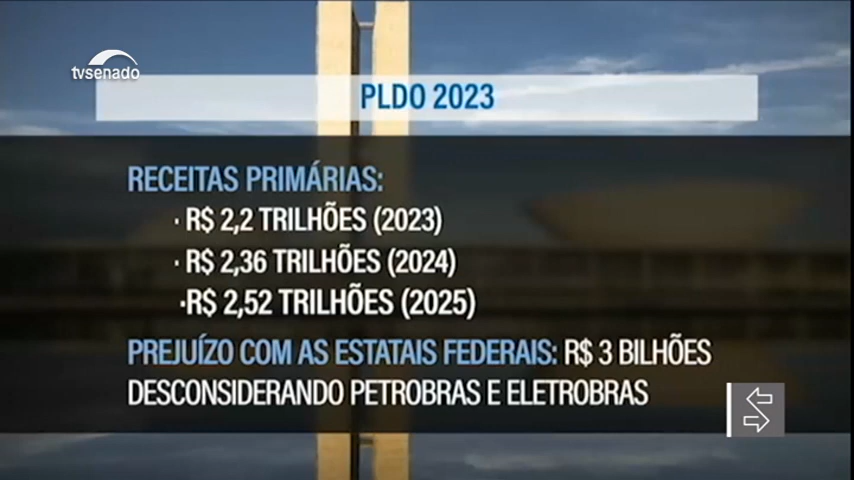 tvsenado
PLDO 2023
RECEITAS PRIMÁRIAS:
· R$ 2,2 TRILHÕES (2023)
· R$ 2,36 TRILHÕES (2024)
·R$ 2,52 TRILHÕES (2025)
PREJUÍZO COM AS ESTATAIS FEDERAIS: R$ 3 BILHÕES
DESCONSIDERANDO PETROBRAS E ELETROBRAS